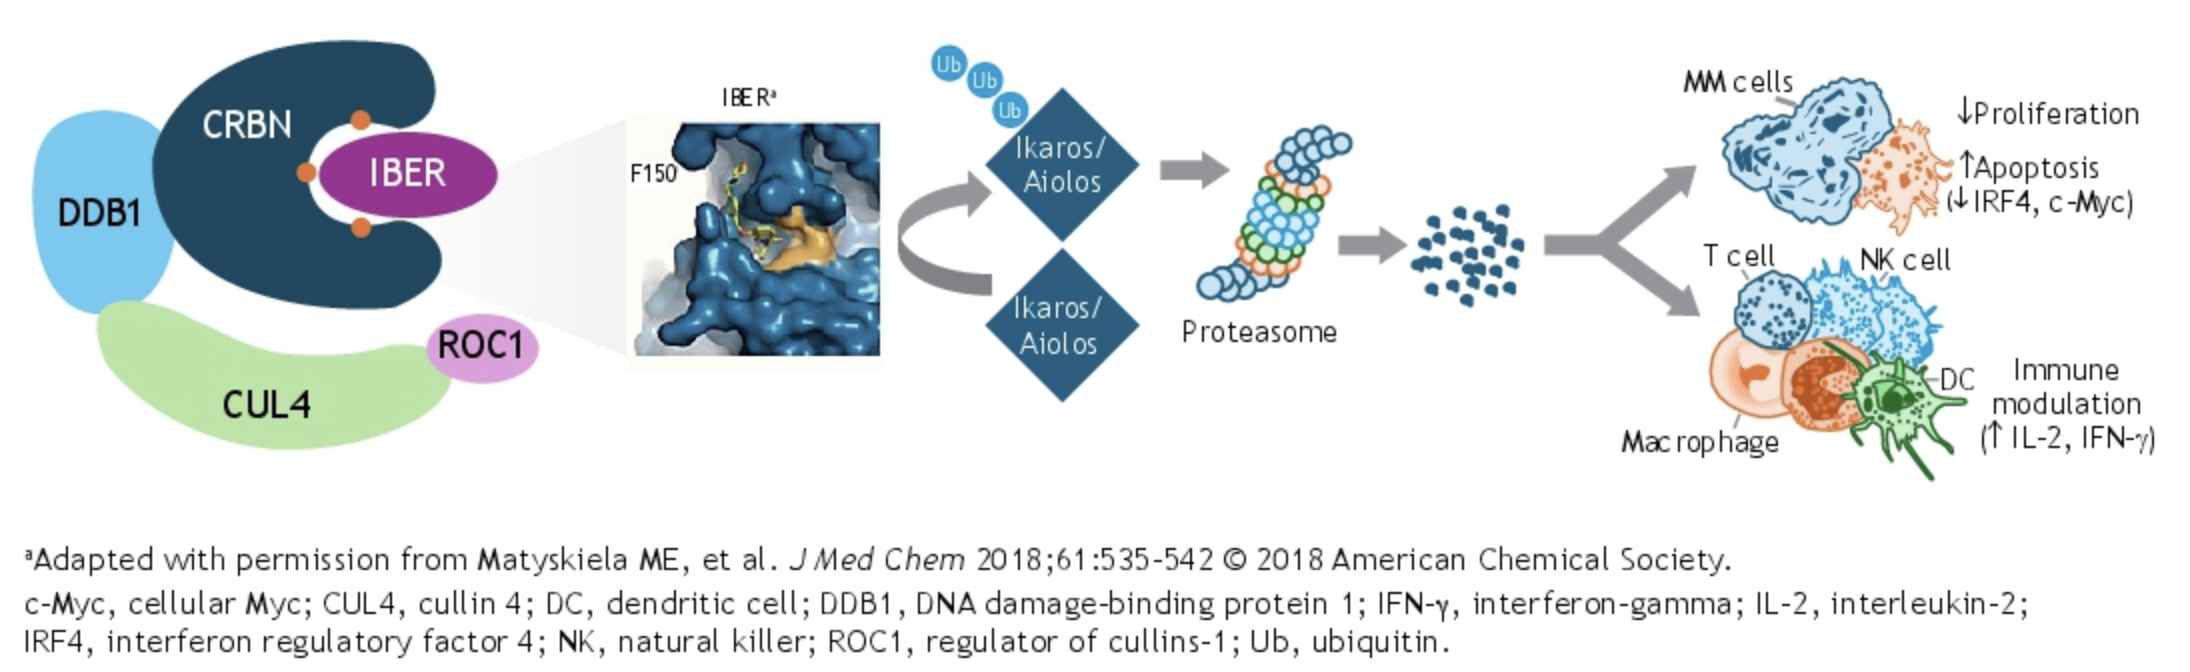 DDB1
CRBN
IBER
CUL4
ROC1
IBERᵃ
F150
Ub
Ub
Ub
Ikaros/
Aiolos
Ikaros/
Aiolos
Proteasome
MM cells
↓Proliferation
↑Apoptosis
(↓IRF4, c-Myc)
T cell
NK cell
DC
Macrophage
Immune
modulation
(↑ IL-2, IFN-γ)
ᵃAdapted with permission from Matyskiela ME, et al. J Med Chem 2018;61:535-542 © 2018 American Chemical Society.
c-Myc, cellular Myc; CUL4, cullin 4; DC, dendritic cell; DDB1, DNA damage-binding protein 1; IFN-γ, interferon-gamma; IL-2, interleukin-2;
IRF4, interferon regulatory factor 4; NK, natural killer; ROC1, regulator of cullins-1; Ub, ubiquitin.